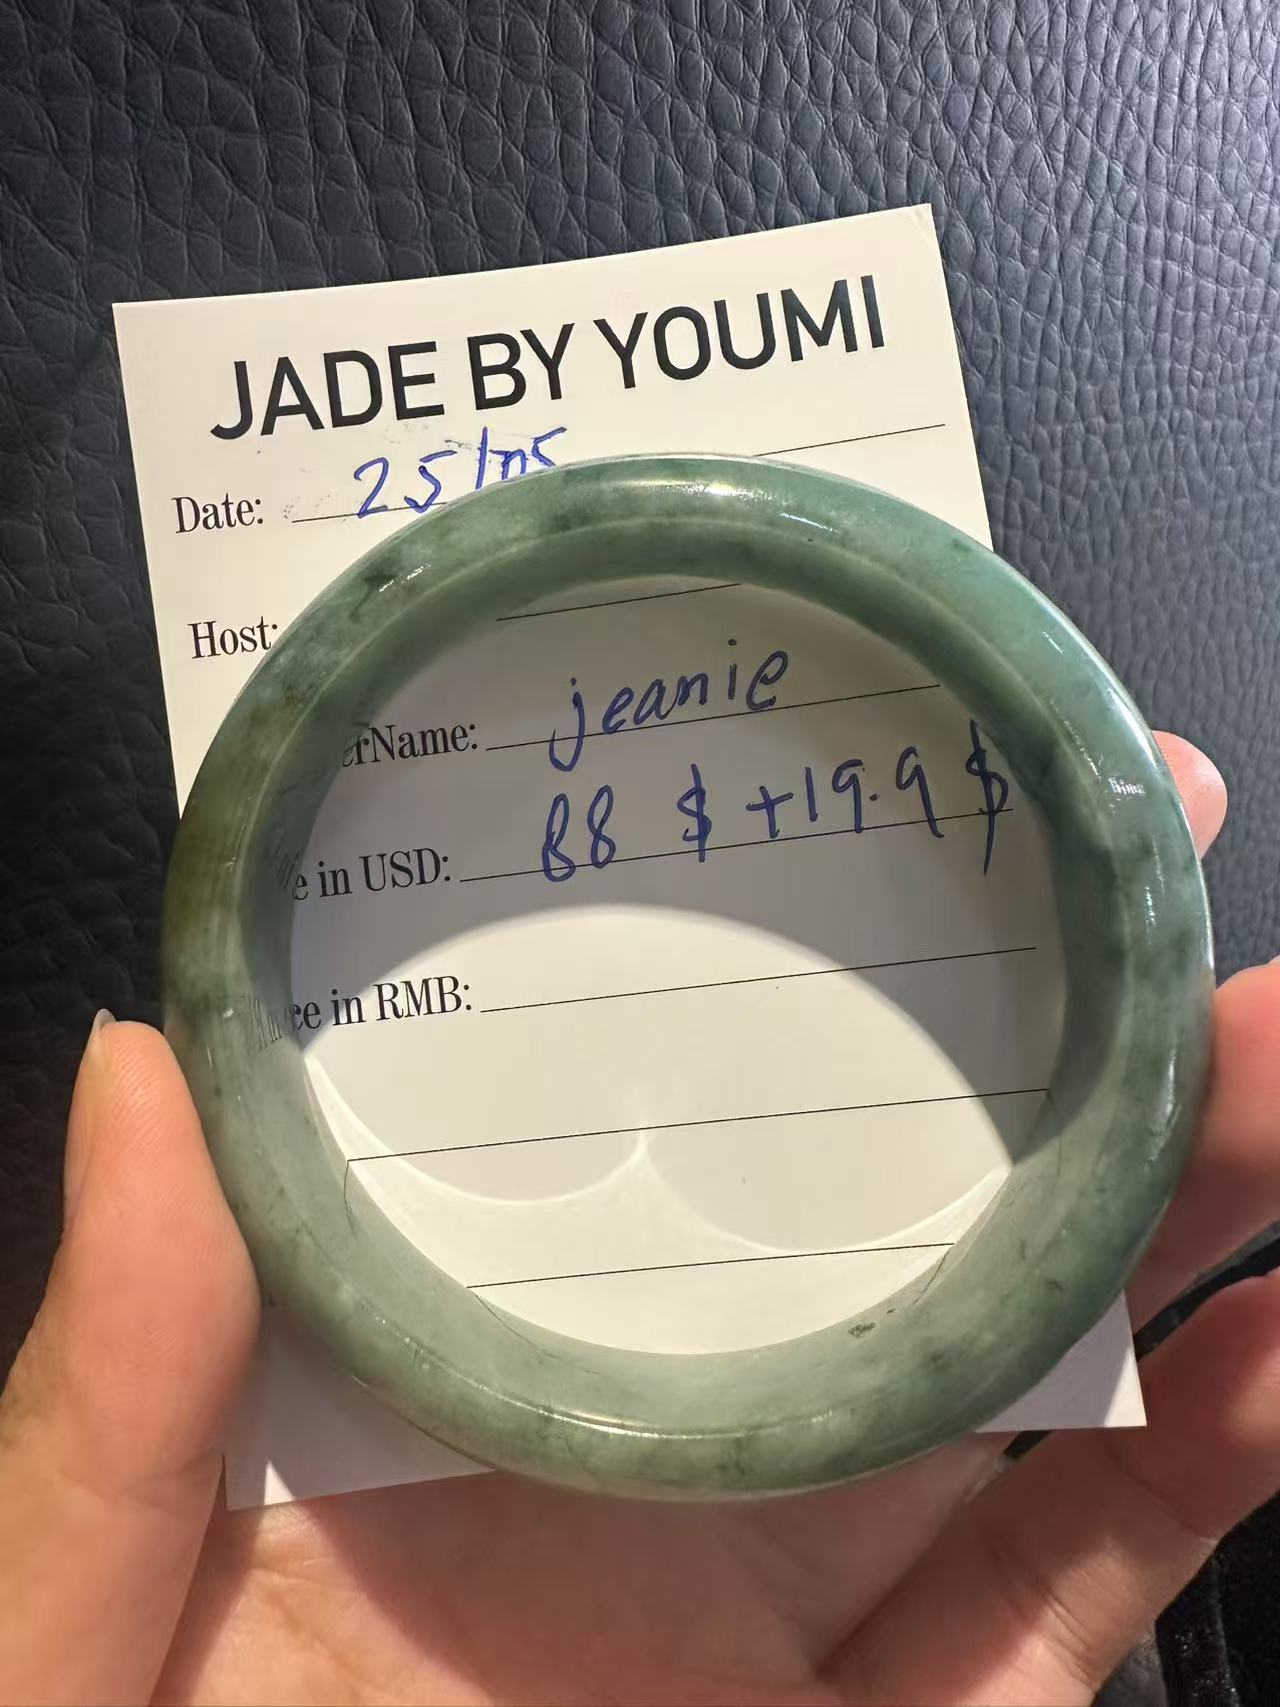 JADE BY YOUMI
Date: 25/05
Host:
rName: jeanie
e in USD: 88 $ +19.9 $
ce in RMB: